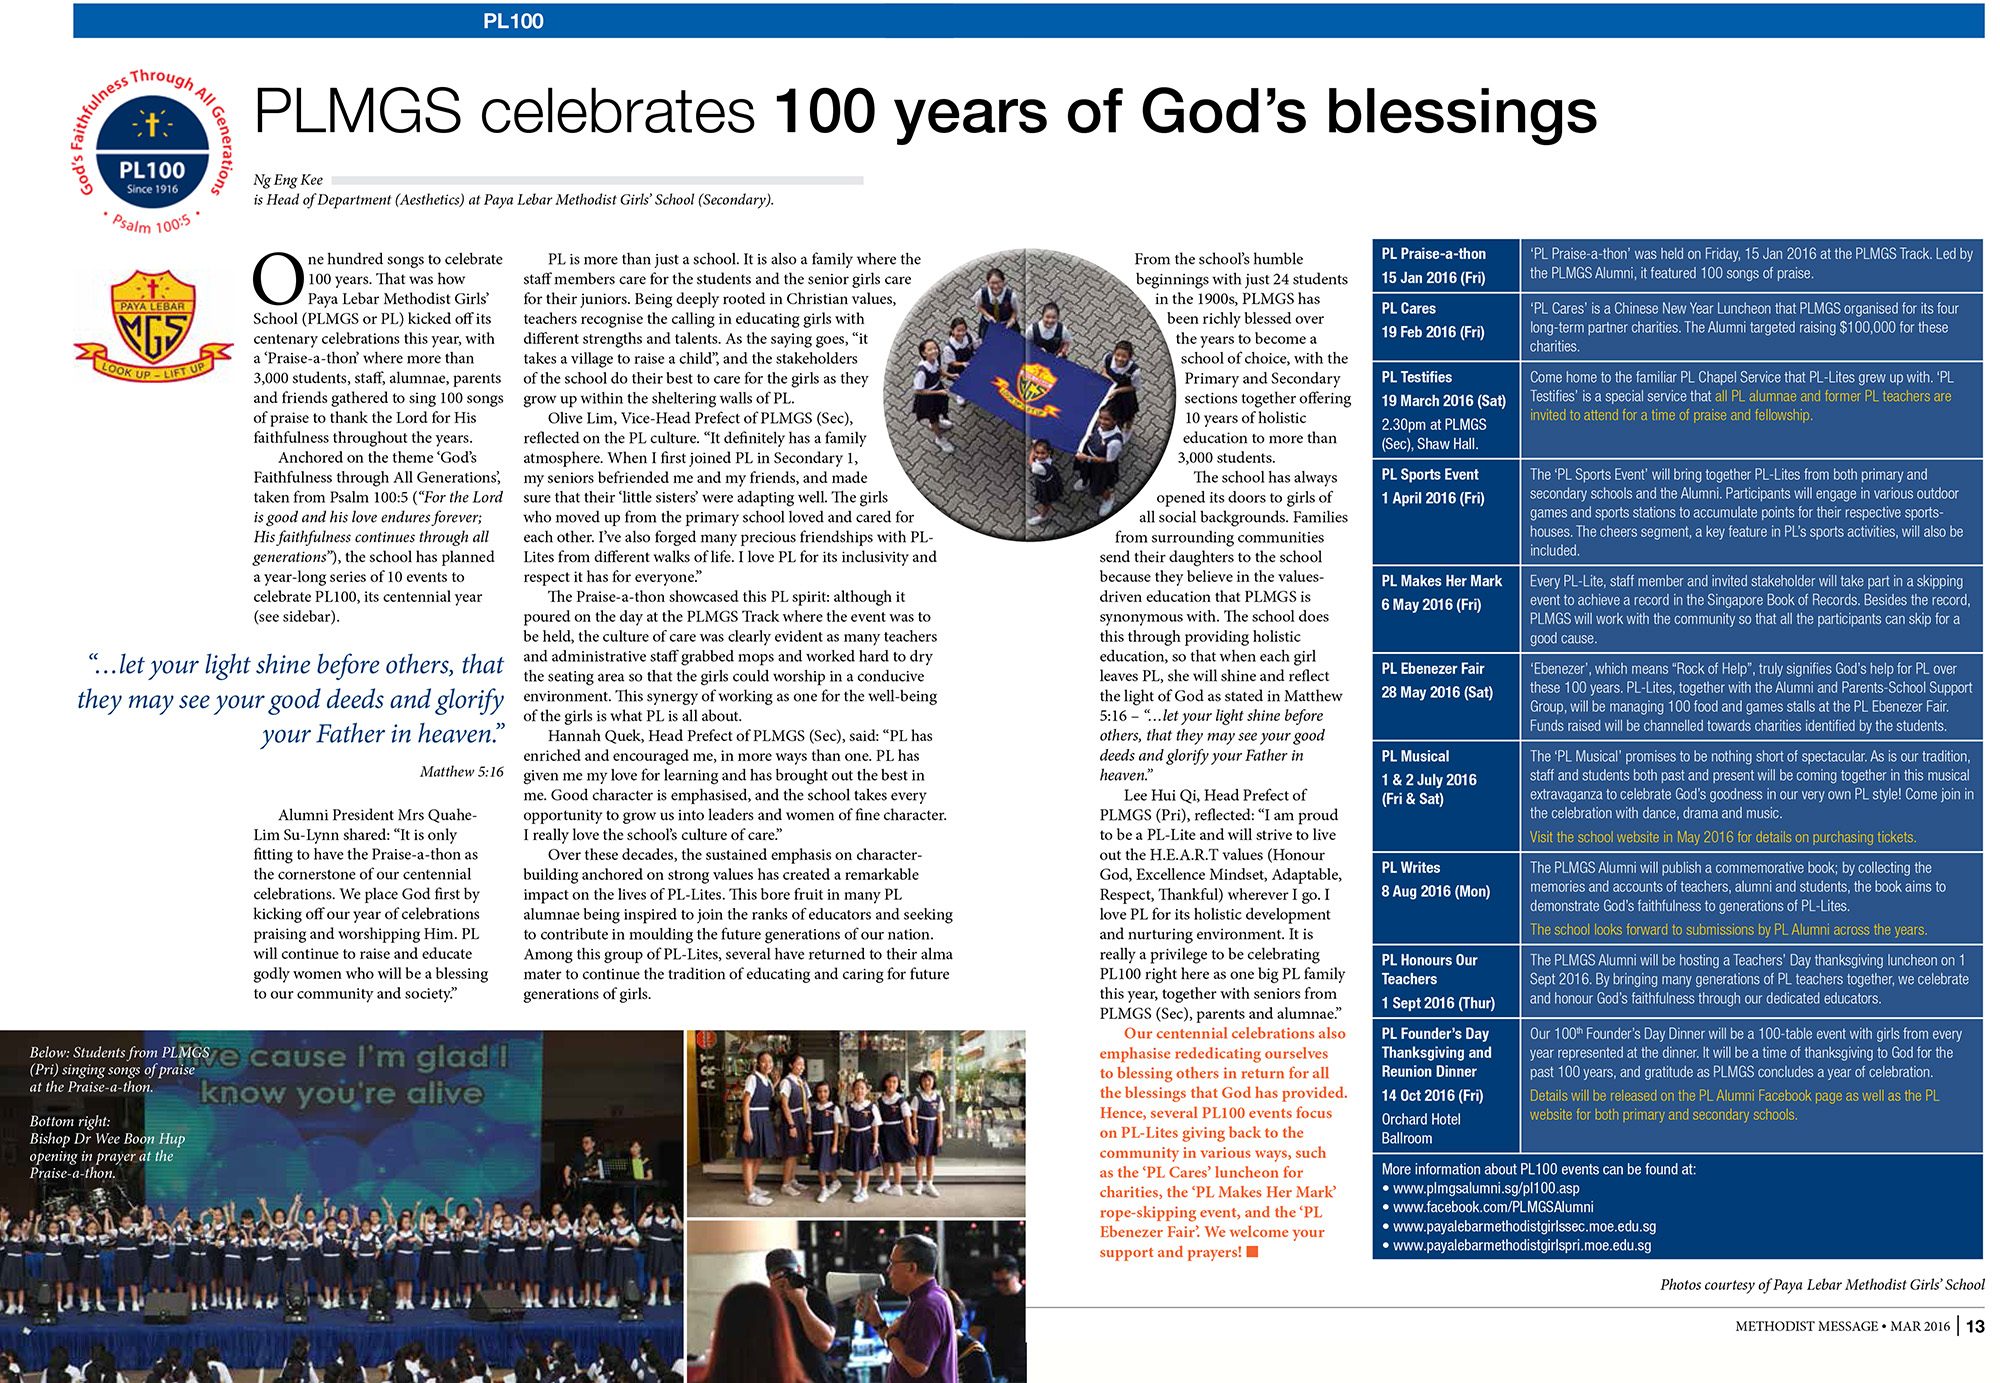 PL100
God's Faithfulness Through All Generations
PL100
Since 1916
• Psalm 100:5 •
PLMGS celebrates 100 years of God’s blessings
Ng Eng Kee
is Head of Department (Aesthetics) at Paya Lebar Methodist Girls’ School (Secondary).
PAYA LEBAR
MGS
LOOK UP – LIFT UP
One hundred songs to celebrate
100 years. That was how
Paya Lebar Methodist Girls’
School (PLMGS or PL) kicked off its
centenary celebrations this year, with
a ‘Praise-a-thon’ where more than
3,000 students, staff, alumnae, parents
and friends gathered to sing 100 songs
of praise to thank the Lord for His
faithfulness throughout the years.
Anchored on the theme ‘God’s
Faithfulness through All Generations’,
taken from Psalm 100:5 (“For the Lord
is good and his love endures forever;
His faithfulness continues through all
generations”), the school has planned
a year-long series of 10 events to
celebrate PL100, its centennial year
(see sidebar).
“…let your light shine before others, that
they may see your good deeds and glorify
your Father in heaven.”
Matthew 5:16
Alumni President Mrs Quahe-
Lim Su-Lynn shared: “It is only
fitting to have the Praise-a-thon as
the cornerstone of our centennial
celebrations. We place God first by
kicking off our year of celebrations
praising and worshipping Him. PL
will continue to raise and educate
godly women who will be a blessing
to our community and society.”
PL is more than just a school. It is also a family where the
staff members care for the students and the senior girls care
for their juniors. Being deeply rooted in Christian values,
teachers recognise the calling in educating girls with
different strengths and talents. As the saying goes, “it
takes a village to raise a child”, and the stakeholders
of the school do their best to care for the girls as they
grow up within the sheltering walls of PL.
Olive Lim, Vice-Head Prefect of PLMGS (Sec),
reflected on the PL culture. “It definitely has a family
atmosphere. When I first joined PL in Secondary 1,
my seniors befriended me and my friends, and made
sure that their ‘little sisters’ were adapting well. The girls
who moved up from the primary school loved and cared for
each other. I’ve also forged many precious friendships with PL-
Lites from different walks of life. I love PL for its inclusivity and
respect it has for everyone.”
The Praise-a-thon showcased this PL spirit: although it
poured on the day at the PLMGS Track where the event was to
be held, the culture of care was clearly evident as many teachers
and administrative staff grabbed mops and worked hard to dry
the seating area so that the girls could worship in a conducive
environment. This synergy of working as one for the well-being
of the girls is what PL is all about.
Hannah Quek, Head Prefect of PLMGS (Sec), said: “PL has
enriched and encouraged me, in more ways than one. PL has
given me my love for learning and has brought out the best in
me. Good character is emphasised, and the school takes every
opportunity to grow us into leaders and women of fine character.
I really love the school’s culture of care.”
Over these decades, the sustained emphasis on character-
building anchored on strong values has created a remarkable
impact on the lives of PL-Lites. This bore fruit in many PL
alumnae being inspired to join the ranks of educators and seeking
to contribute in moulding the future generations of our nation.
Among this group of PL-Lites, several have returned to their alma
mater to continue the tradition of educating and caring for future
generations of girls.
From the school’s humble
beginnings with just 24 students
in the 1900s, PLMGS has
been richly blessed over
the years to become a
school of choice, with the
Primary and Secondary
sections together offering
10 years of holistic
education to more than
3,000 students.
The school has always
opened its doors to girls of
all social backgrounds. Families
from surrounding communities
send their daughters to the school
because they believe in the values-
driven education that PLMGS is
synonymous with. The school does
this through providing holistic
education, so that when each girl
leaves PL, she will shine and reflect
the light of God as stated in Matthew
5:16 – “…let your light shine before
others, that they may see your good
deeds and glorify your Father in
heaven.”
Lee Hui Qi, Head Prefect of
PLMGS (Pri), reflected: “I am proud
to be a PL-Lite and will strive to live
out the H.E.A.R.T values (Honour
God, Excellence Mindset, Adaptable,
Respect, Thankful) wherever I go. I
love PL for its holistic development
and nurturing environment. It is
really a privilege to be celebrating
PL100 right here as one big PL family
this year, together with seniors from
PLMGS (Sec), parents and alumnae.”
Our centennial celebrations also
emphasise rededicating ourselves
to blessing others in return for all
the blessings that God has provided.
Hence, several PL100 events focus
on PL-Lites giving back to the
community in various ways, such
as the ‘PL Cares’ luncheon for
charities, the ‘PL Makes Her Mark’
rope-skipping event, and the ‘PL
Ebenezer Fair’. We welcome your
support and prayers!
PL Praise-a-thon
15 Jan 2016 (Fri)
‘PL Praise-a-thon’ was held on Friday, 15 Jan 2016 at the PLMGS Track. Led by
the PLMGS Alumni, it featured 100 songs of praise.
PL Cares
19 Feb 2016 (Fri)
‘PL Cares’ is a Chinese New Year Luncheon that PLMGS organised for its four
long-term partner charities. The Alumni targeted raising $100,000 for these
charities.
PL Testifies
19 March 2016 (Sat)
2.30pm at PLMGS
(Sec), Shaw Hall.
Come home to the familiar PL Chapel Service that PL-Lites grew up with. ‘PL
Testifies’ is a special service that all PL alumnae and former PL teachers are
invited to attend for a time of praise and fellowship.
PL Sports Event
1 April 2016 (Fri)
The ‘PL Sports Event’ will bring together PL-Lites from both primary and
secondary schools and the Alumni. Participants will engage in various outdoor
games and sports stations to accumulate points for their respective sports-
houses. The cheers segment, a key feature in PL’s sports activities, will also be
included.
PL Makes Her Mark
6 May 2016 (Fri)
Every PL-Lite, staff member and invited stakeholder will take part in a skipping
event to achieve a record in the Singapore Book of Records. Besides the record,
PLMGS will work with the community so that all the participants can skip for a
good cause.
PL Ebenezer Fair
28 May 2016 (Sat)
‘Ebenezer’, which means “Rock of Help”, truly signifies God’s help for PL over
these 100 years. PL-Lites, together with the Alumni and Parents-School Support
Group, will be managing 100 food and games stalls at the PL Ebenezer Fair.
Funds raised will be channelled towards charities identified by the students.
PL Musical
1 & 2 July 2016
(Fri & Sat)
The ‘PL Musical’ promises to be nothing short of spectacular. As is our tradition,
staff and students both past and present will be coming together in this musical
extravaganza to celebrate God’s goodness in our very own PL style! Come join in
the celebration with dance, drama and music.
Visit the school website in May 2016 for details on purchasing tickets.
PL Writes
8 Aug 2016 (Mon)
The PLMGS Alumni will publish a commemorative book; by collecting the
memories and accounts of teachers, alumni and students, the book aims to
demonstrate God’s faithfulness to generations of PL-Lites.
The school looks forward to submissions by PL Alumni across the years.
PL Honours Our
Teachers
1 Sept 2016 (Thur)
The PLMGS Alumni will be hosting a Teachers’ Day thanksgiving luncheon on 1
Sept 2016. By bringing many generations of PL teachers together, we celebrate
and honour God’s faithfulness through our dedicated educators.
PL Founder’s Day
Thanksgiving and
Reunion Dinner
14 Oct 2016 (Fri)
Orchard Hotel
Ballroom
Our 100th Founder’s Day Dinner will be a 100-table event with girls from every
year represented at the dinner. It will be a time of thanksgiving to God for the
past 100 years, and gratitude as PLMGS concludes a year of celebration.
Details will be released on the PL Alumni Facebook page as well as the PL
website for both primary and secondary schools.
More information about PL100 events can be found at:
• www.plmgsalumni.sg/pl100.asp
• www.facebook.com/PLMGSAlumni
• www.payalebarmethodistgirlssec.moe.edu.sg
• www.payalebarmethodistgirlspri.moe.edu.sg
Below: Students from PLMGS
(Pri) singing songs of praise
at the Praise-a-thon.
Bottom right:
Bishop Dr Wee Boon Hup
opening in prayer at the
Praise-a-thon.
cause I'm glad I
know you're alive
ART
Photos courtesy of Paya Lebar Methodist Girls’ School
METHODIST MESSAGE • MAR 2016 | 13